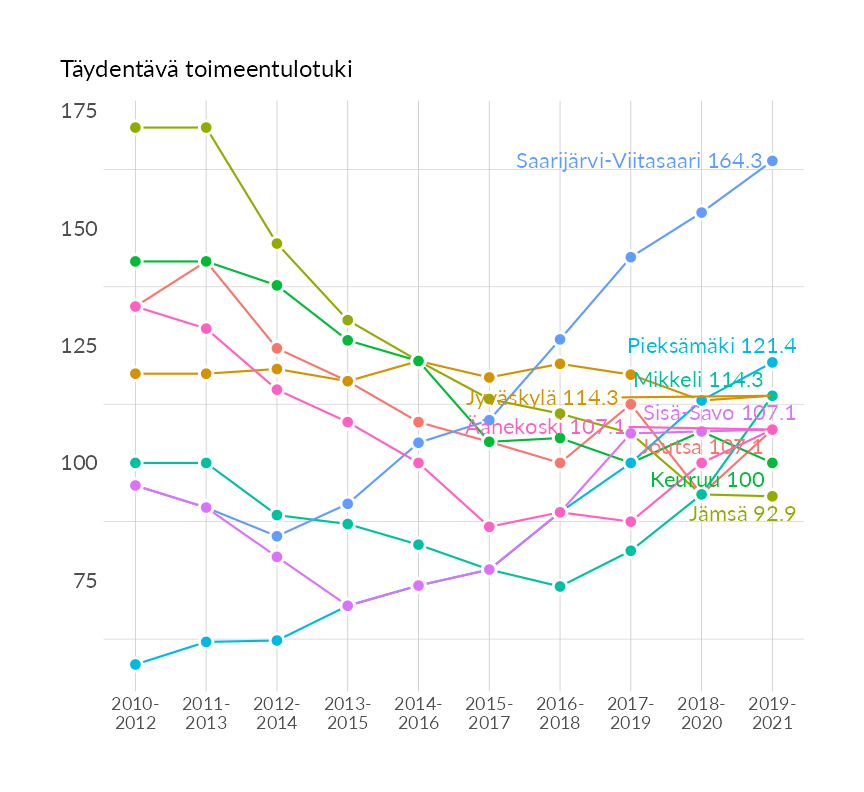 Täydentävä toimeentulotuki
175
150
125
100
75
Saarijärvi-Viitasaari 164.3
Pieksämäki 121.4
Mikkeli 114.3
Jyväskylä 114.3
Sisä-Savo 107.1
Äänekoski 107.1
Joutsa 107.1
Keuruu 100
Jämsä 92.9
2010-
2012
2011-
2013
2012-
2014
2013-
2015
2014-
2016
2015-
2017
2016-
2018
2017-
2019
2018-
2020
2019-
2021